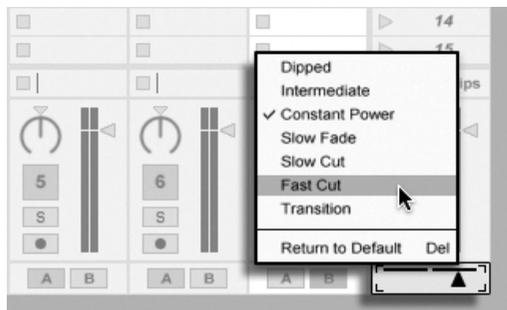 14
15
Dipped
ips
Intermediate
Constant Power
Slow Fade
Slow Cut
Fast Cut
Transition
Return to Default Del
5 6
S S
A B A B A B